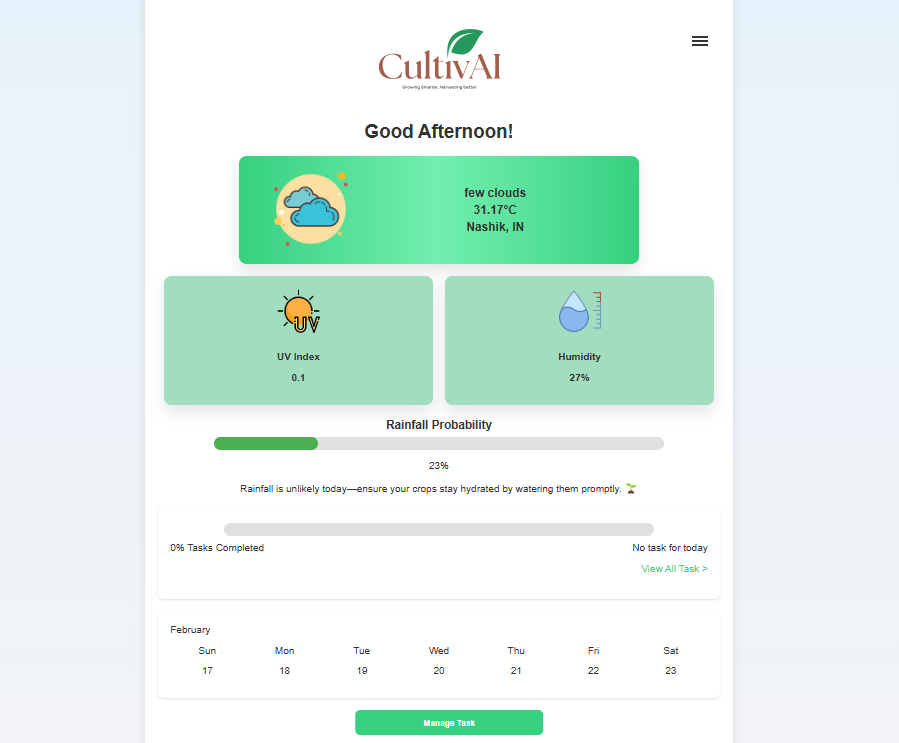 CultivAI
Growing Smarter, Harvesting better
Good Afternoon!
few clouds
31.17°C
Nashik, IN
UV
UV Index
0.1
Humidity
27%
Rainfall Probability
23%
Rainfall is unlikely today—ensure your crops stay hydrated by watering them promptly. 🌱
0% Tasks Completed
No task for today
View All Task >
February
Sun Mon Tue Wed Thu Fri Sat
17 18 19 20 21 22 23
Manage Task